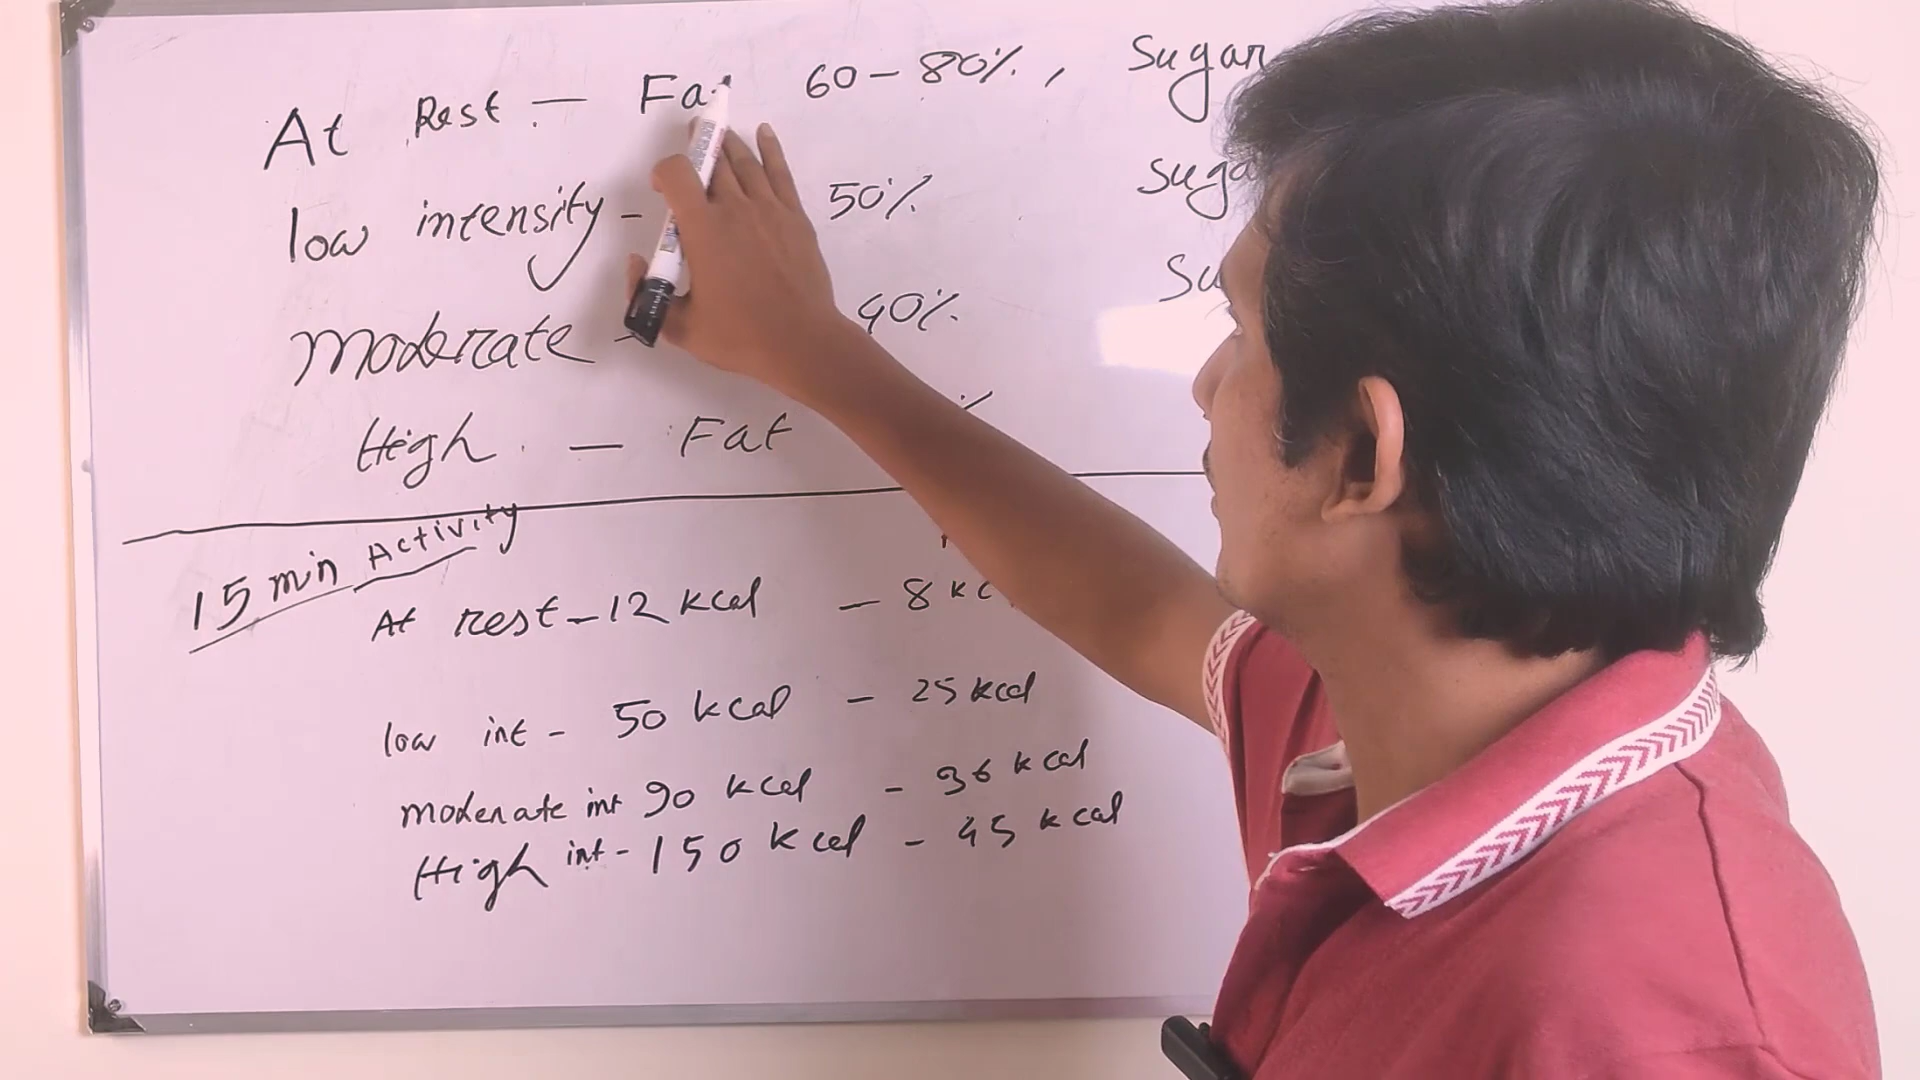 At Rest — Fat 60-80%, Sugar
low intensity - 50%
moderate - 40%
High — Fat %
15 min Activity
At rest - 12 kcal - 8 kc
low int - 50 kcal - 25 kcal
moderate int 90 kcal - 36 kcal
High int - 150 kcal - 45 kcal